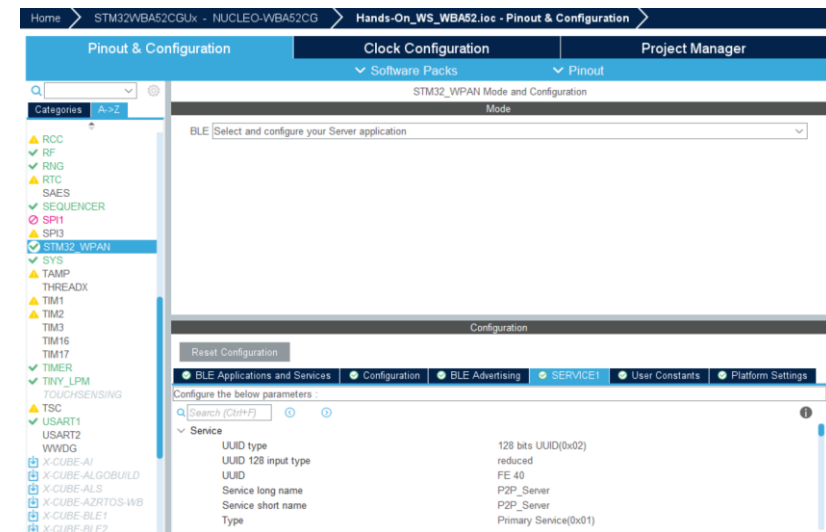 Home STM32WBA52CGUx - NUCLEO-WBA52CG Hands-On_WS_WBA52.ioc - Pinout & Configuration
Pinout & Configuration Clock Configuration Project Manager
Software Packs Pinout
STM32_WPAN Mode and Configuration
Categories A->Z
RCC
RF
RNG
RTC
SAES
SEQUENCER
SPI1
SPI3
STM32_WPAN
SYS
TAMP
THREADX
TIM1
TIM2
TIM3
TIM16
TIM17
TIMER
TINY_LPM
TOUCHSENSING
TSC
USART1
USART2
WWDG
X-CUBE-AI
X-CUBE-ALGOBUILD
X-CUBE-ALS
X-CUBE-AZRTOS-WB
X-CUBE-BLE1
X-CUBE-BLE2
Mode
BLE Select and configure your Server application
Configuration
Reset Configuration
BLE Applications and Services Configuration BLE Advertising SERVICE1 User Constants Platform Settings
Configure the below parameters :
Search (Ctrl+F)
Service
UUID type 128 bits UUID(0x02)
UUID 128 input type reduced
UUID FE 40
Service long name P2P_Server
Service short name P2P_Server
Type Primary Service(0x01)